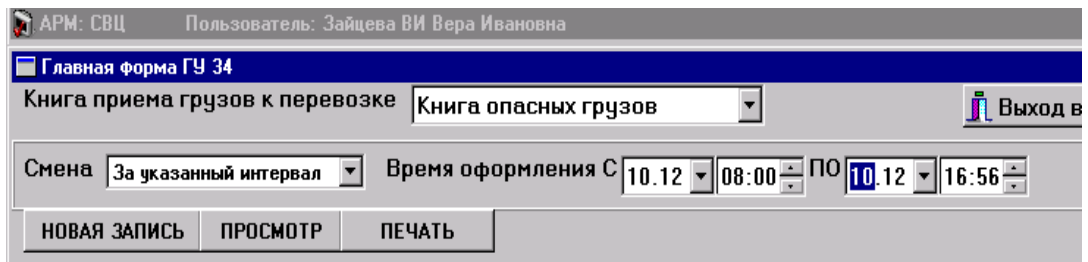 АРМ: СВЦ Пользователь: Зайцева ВИ Вера Ивановна
Главная форма ГУ 34
Книга приема грузов к перевозке Книга опасных грузов Выход в
Смена За указанный интервал Время оформления С 10.12 08:00 ПО 10.12 16:56
НОВАЯ ЗАПИСЬ ПРОСМОТР ПЕЧАТЬ